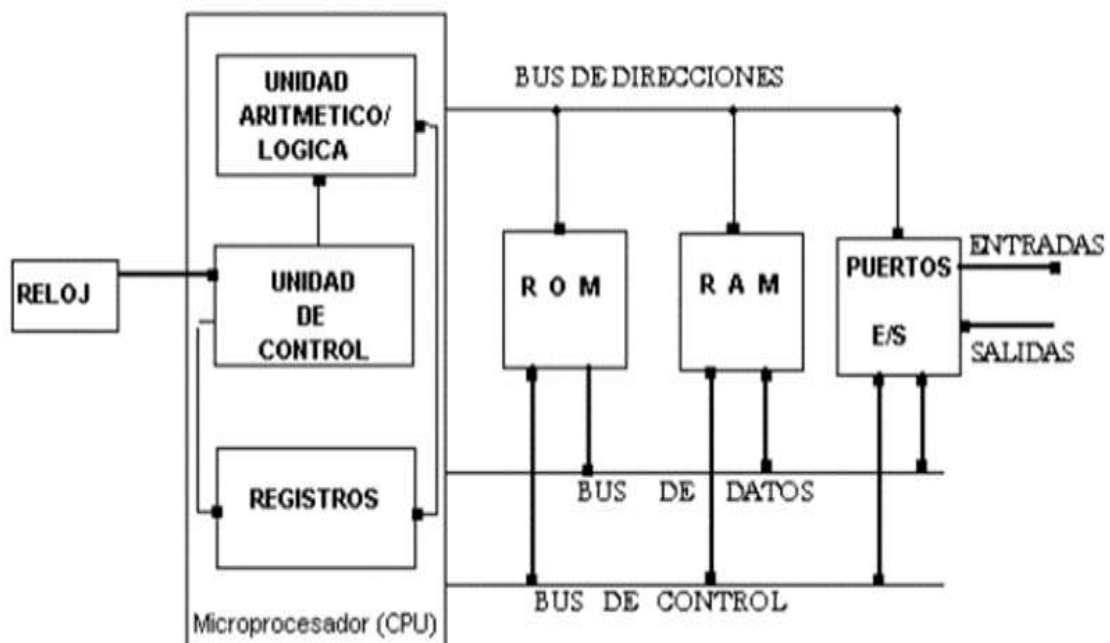 UNIDAD
ARITMETICO/
LOGICA
BUS DE DIRECCIONES
RELOJ
UNIDAD
DE
CONTROL
R O M
R A M
PUERTOS
E/S
ENTRADAS
SALIDAS
REGISTROS
BUS DE DATOS
BUS DE CONTROL
Microprocesador (CPU)